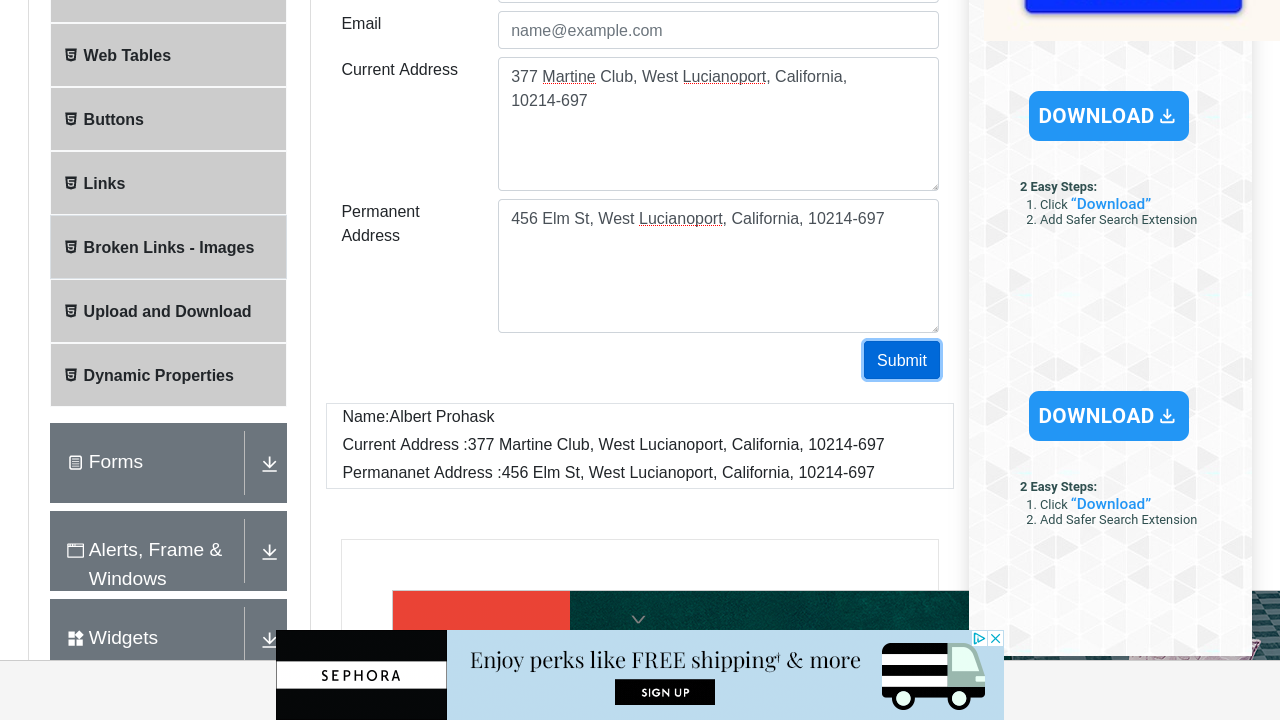 Web Tables
Buttons
Links
Broken Links - Images
Upload and Download
Dynamic Properties
Forms
Alerts, Frame &
Windows
Widgets
Email
name@example.com
Current Address
377 Martine Club, West Lucianoport, California,
10214-697
Permanent
Address
456 Elm St, West Lucianoport, California, 10214-697
Submit
Name:Albert Prohask
Current Address :377 Martine Club, West Lucianoport, California, 10214-697
Permananet Address :456 Elm St, West Lucianoport, California, 10214-697
DOWNLOAD
2 Easy Steps:
1. Click “Download”
2. Add Safer Search Extension
DOWNLOAD
2 Easy Steps:
1. Click “Download”
2. Add Safer Search Extension
SEPHORA
Enjoy perks like FREE shipping† & more
SIGN UP